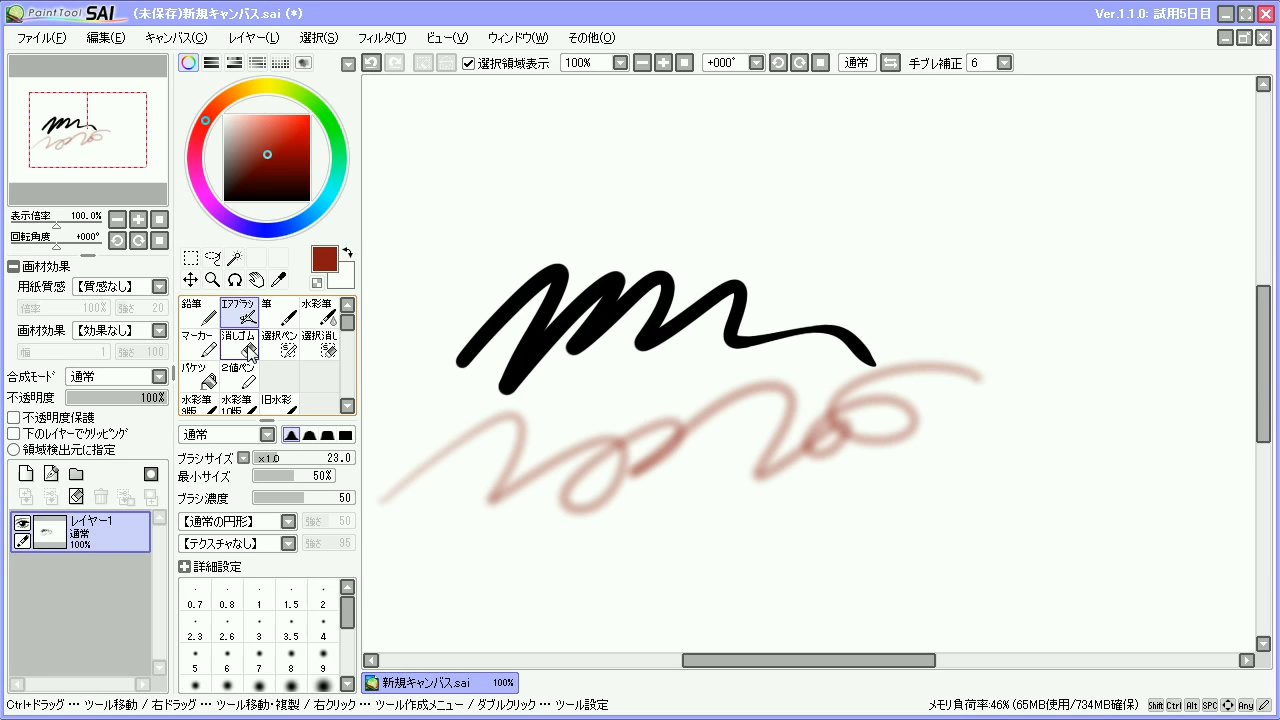 PaintTool SAI (未保存)新規キャンバス.sai (*) Ver.1.1.0: 試用5日目
ファイル(F) 編集(E) キャンバス(C) レイヤー(L) 選択(S) フィルタ(T) ビュー(V) ウィンドウ(W) その他(O)
選択領域表示 100% +000° 通常 手ブレ補正 6
表示倍率 100.0%
回転角度 +000°
画材効果
用紙質感 【質感なし】
倍率 100% 強さ 20
画材効果 【効果なし】
幅 1 強さ 100
合成モード 通常
不透明度 100%
不透明度保護
下のレイヤーでクリッピング
領域検出元に指定
レイヤー1
通常
100%
鉛筆 エアブラシ 筆 水彩筆
マーカー 消しゴム 選択ペン 選択消し
バケツ 2値ペン
水彩筆 水彩筆 旧水彩
通常
ブラシサイズ x1.0 23.0
最小サイズ 50%
ブラシ濃度 50
【通常の円形】 強さ 50
【テクスチャなし】 強さ 95
詳細設定
0.7 0.8 1 1.5 2
2.3 2.6 3 3.5 4
5 6 7 8 9
新規キャンバス.sai 100%
Ctrl+ドラッグ … ツール移動 / 右ドラッグ … ツール移動・複製 / 右クリック … ツール作成メニュー / ダブルクリック … ツール設定
メモリ負荷率:46% (65MB使用/734MB確保) Shift Ctrl Alt SPC Any